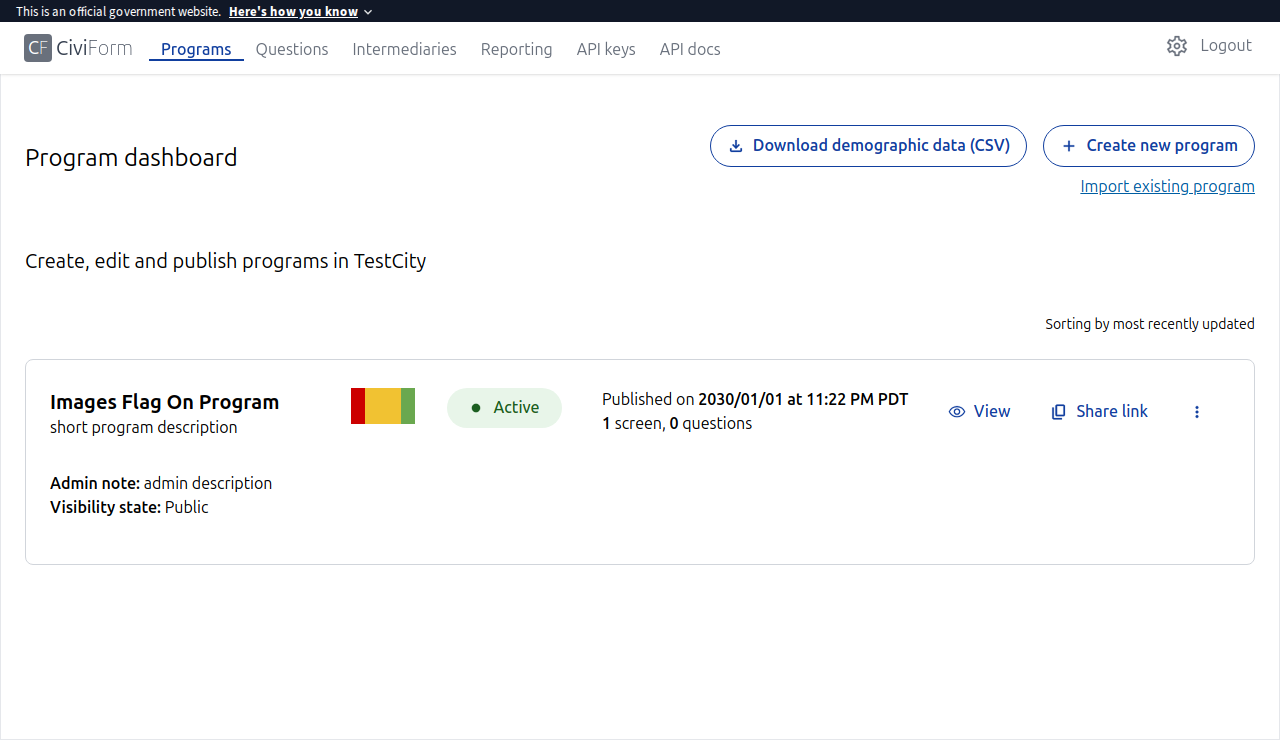 This is an official government website. Here's how you know
CF CiviForm Programs Questions Intermediaries Reporting API keys API docs Logout
Program dashboard
Download demographic data (CSV) Create new program
Import existing program
Create, edit and publish programs in TestCity
Sorting by most recently updated
Images Flag On Program
short program description
Active
Published on 2030/01/01 at 11:22 PM PDT
1 screen, 0 questions
View Share link
Admin note: admin description
Visibility state: Public